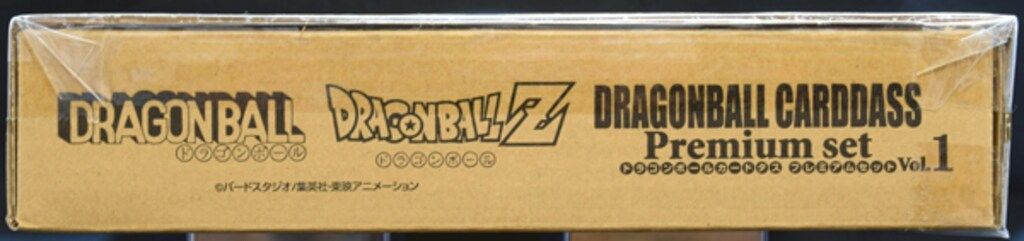 DRAGONBALL
ドラゴンボール
DRAGONBALL Z
ドラゴンボール
DRAGONBALL CARDDASS
Premium set
ドラゴンボールカードダス プレミアムセット Vol.1
©バードスタジオ/集英社・東映アニメーション